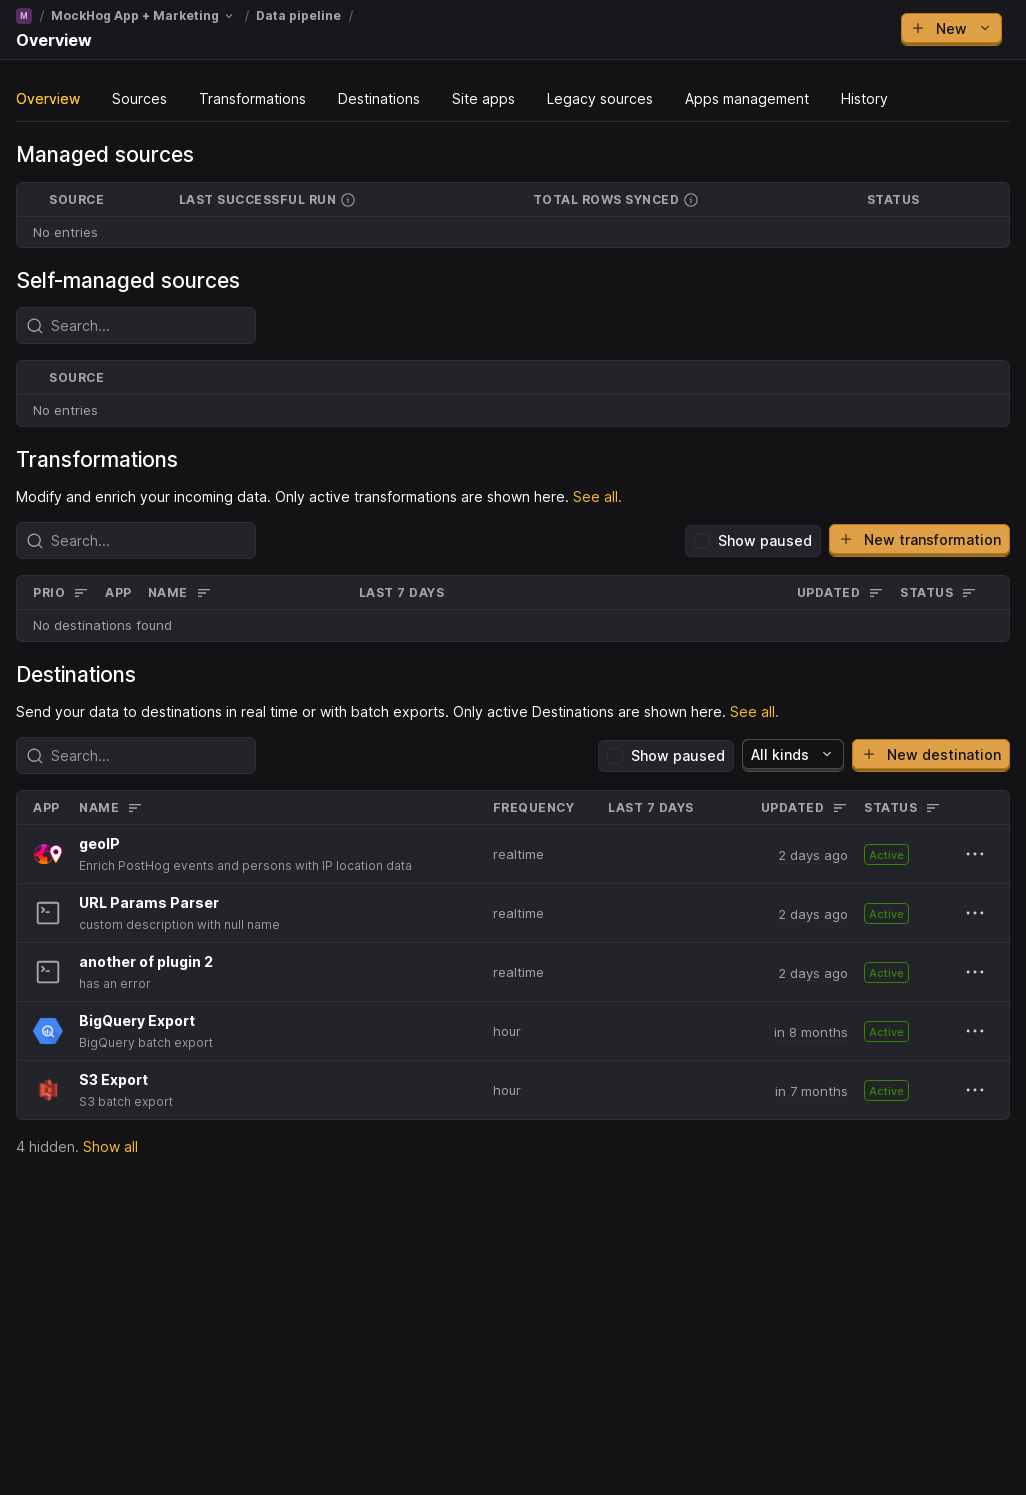 M / MockHog App + Marketing / Data pipeline /
Overview
New
Overview Sources Transformations Destinations Site apps Legacy sources Apps management History
Managed sources
SOURCE LAST SUCCESSFUL RUN TOTAL ROWS SYNCED STATUS
No entries
Self-managed sources
Search...
SOURCE
No entries
Transformations
Modify and enrich your incoming data. Only active transformations are shown here. See all.
Search... Show paused New transformation
PRIO APP NAME LAST 7 DAYS UPDATED STATUS
No destinations found
Destinations
Send your data to destinations in real time or with batch exports. Only active Destinations are shown here. See all.
Search... Show paused All kinds New destination
APP NAME FREQUENCY LAST 7 DAYS UPDATED STATUS
geoIP
Enrich PostHog events and persons with IP location data
realtime 2 days ago Active
URL Params Parser
custom description with null name
realtime 2 days ago Active
another of plugin 2
has an error
realtime 2 days ago Active
BigQuery Export
BigQuery batch export
hour in 8 months Active
S3 Export
S3 batch export
hour in 7 months Active
4 hidden. Show all